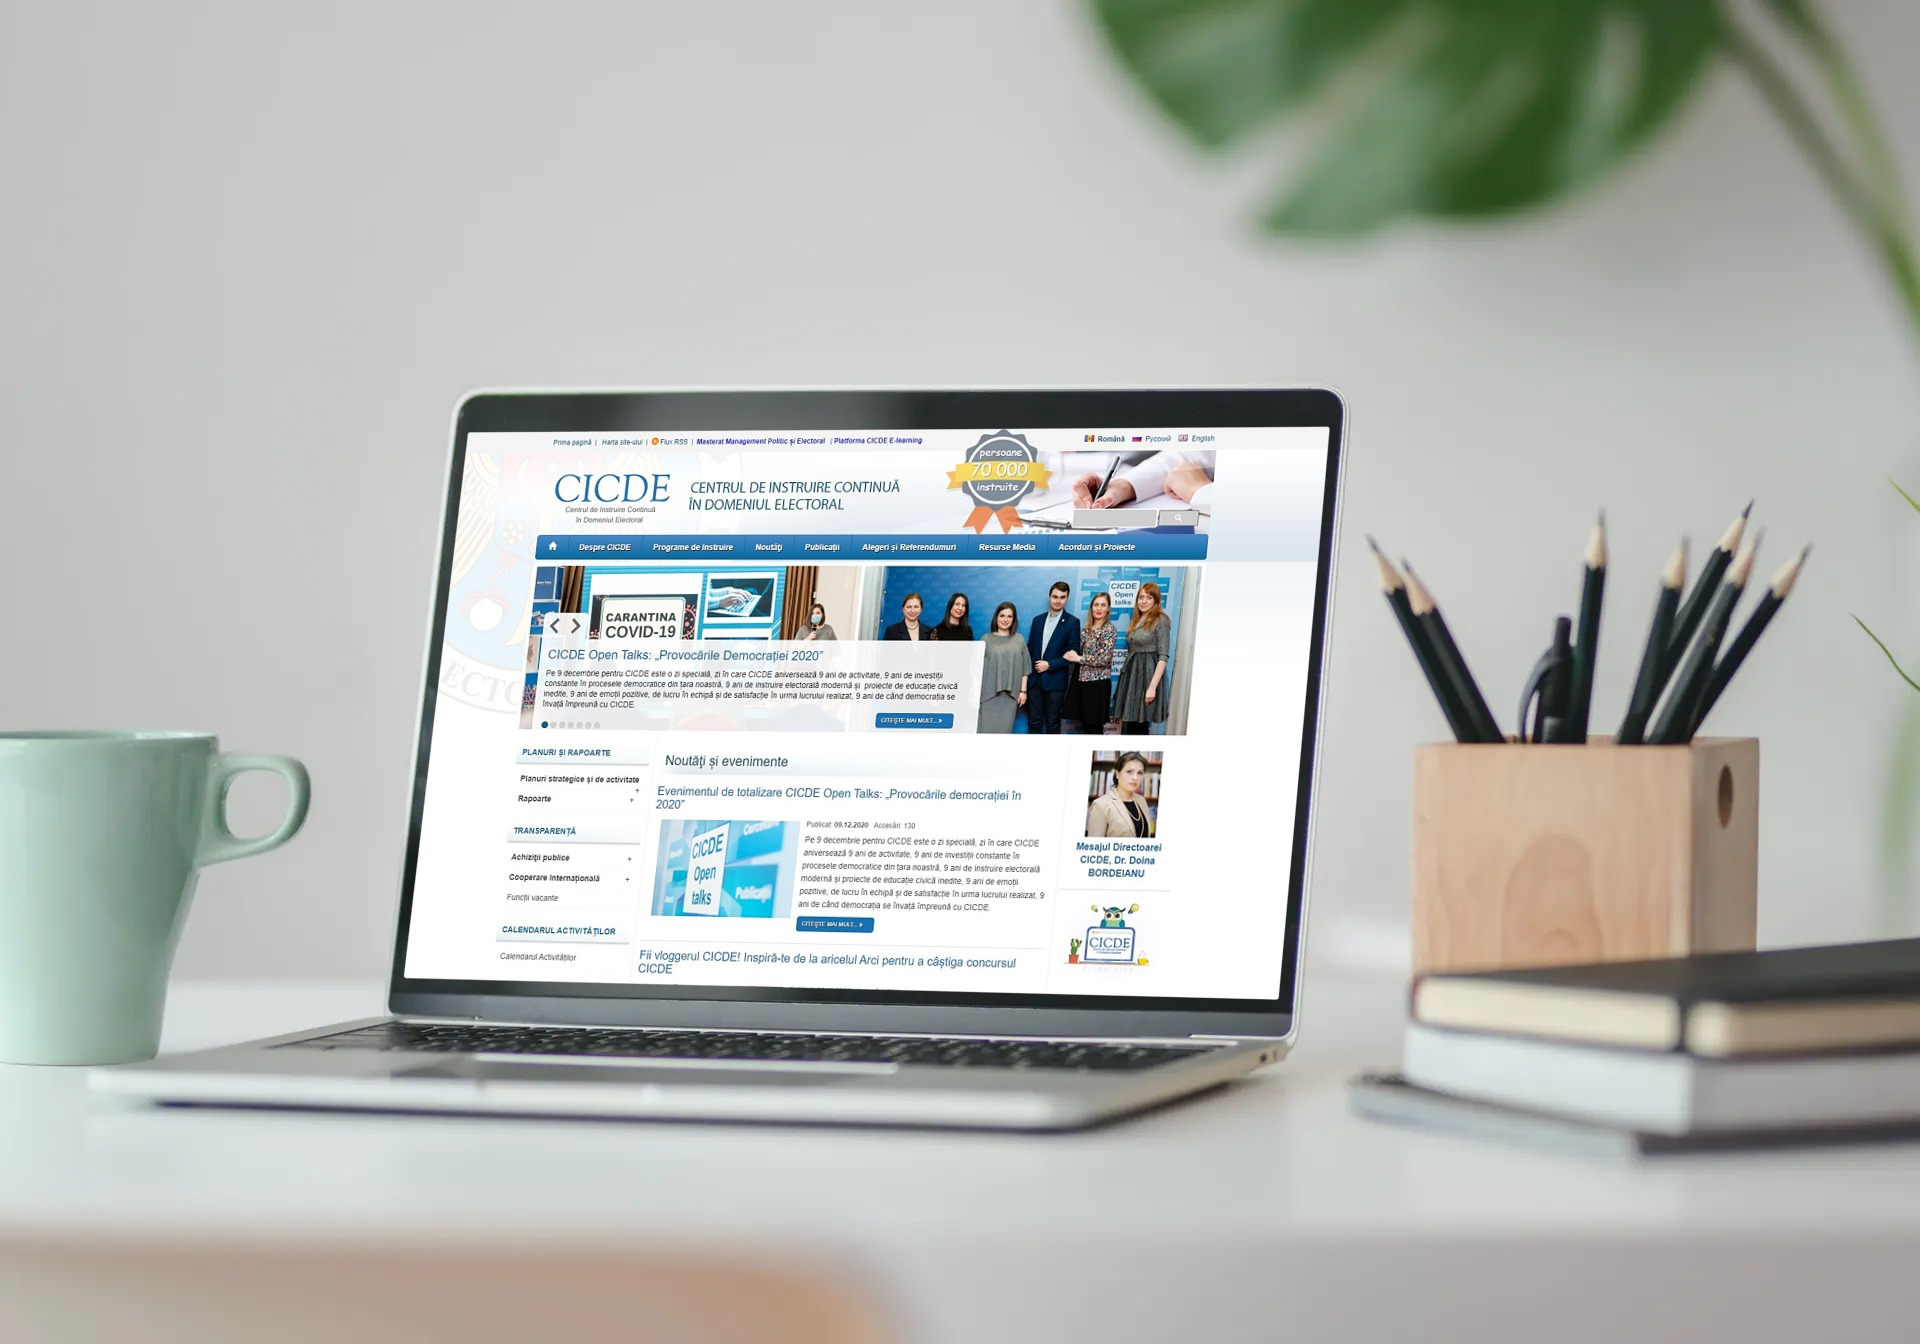 Prima pagină | Harta site-ului | Flux RSS | Masterat Management Politic și Electoral | Platforma CICDE E-learning
Română Русский English
CICDE
Centrul de Instruire Continuă
în Domeniul Electoral
CENTRUL DE INSTRUIRE CONTINUĂ
ÎN DOMENIUL ELECTORAL
persoane
70 000
instruite
Despre CICDE Programe de Instruire Noutăți Publicații Alegeri și Referendumuri Resurse Media Acorduri și Proiecte
CARANTINA
COVID-19
CICDE
Open
talks
CICDE Open Talks: „Provocările Democrației 2020”
Pe 9 decembrie pentru CICDE este o zi specială, zi în care CICDE aniversează 9 ani de activitate, 9 ani de investiții
constante în procesele democratice din țara noastră, 9 ani de instruire electorală modernă și proiecte de educație civică
inedite, 9 ani de emoții pozitive, de lucru în echipă și de satisfacție în urma lucrului realizat, 9 ani de când democrația se
învață împreună cu CICDE.
CITEȘTE MAI MULT... »
ECTO
PLANURI ȘI RAPOARTE
Planuri strategice și de activitate
+
Rapoarte +
TRANSPARENȚĂ
Achiziții publice +
Cooperare Internațională +
Funcții vacante
CALENDARUL ACTIVITĂȚILOR
Calendarul Activităților
Noutăți și evenimente
Evenimentul de totalizare CICDE Open Talks: „Provocările democrației în
2020”
CICDE
Open
talks
Publicații
Publicat: 09.12.2020 Accesări: 130
Pe 9 decembrie pentru CICDE este o zi specială, zi în care CICDE
aniversează 9 ani de activitate, 9 ani de investiții constante în
procesele democratice din țara noastră, 9 ani de instruire electorală
modernă și proiecte de educație civică inedite, 9 ani de emoții
pozitive, de lucru în echipă și de satisfacție în urma lucrului realizat, 9
ani de când democrația se învață împreună cu CICDE.
CITEȘTE MAI MULT... »
Fii vloggerul CICDE! Inspiră-te de la aricelul Arci pentru a câștiga concursul
CICDE
Mesajul Directoarei
CICDE, Dr. Doina
BORDEIANU
CICDE